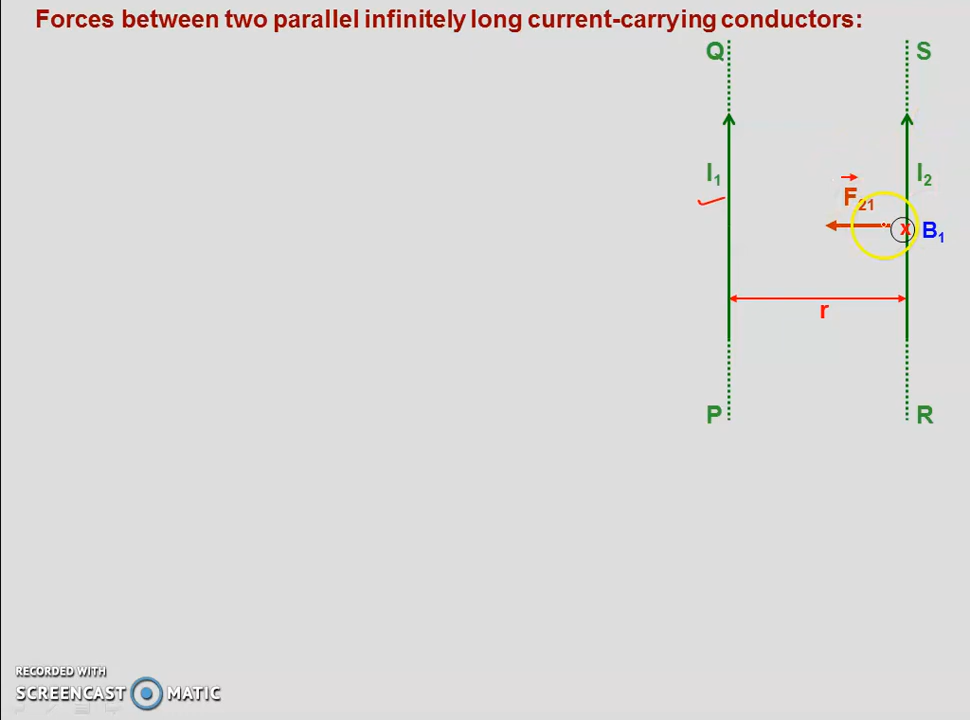 Forces between two parallel infinitely long current-carrying conductors:
Q S
I₁ I₂
F₂₁
x B₁
r
P R
RECORDED WITH
SCREENCAST MATIC